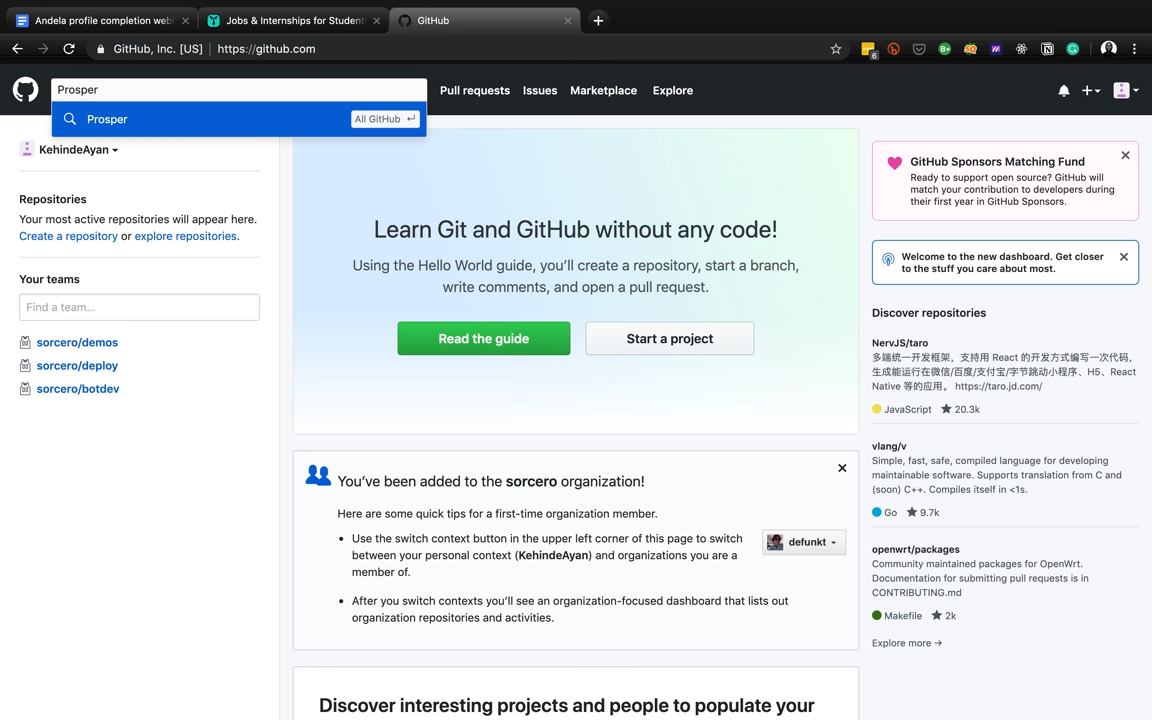 Andela profile completion web
Jobs & Internships for Student
GitHub
GitHub, Inc. [US] https://github.com
6
Prosper
Pull requests Issues Marketplace Explore
Prosper All GitHub ↵
KehindeAyan
Repositories
Your most active repositories will appear here.
Create a repository or explore repositories.
Your teams
Find a team...
sorcero/demos
sorcero/deploy
sorcero/botdev
Learn Git and GitHub without any code!
Using the Hello World guide, you’ll create a repository, start a branch,
write comments, and open a pull request.
Read the guide Start a project
You’ve been added to the sorcero organization!
Here are some quick tips for a first-time organization member.
• Use the switch context button in the upper left corner of this page to switch
between your personal context (KehindeAyan) and organizations you are a
member of.
defunkt
• After you switch contexts you’ll see an organization-focused dashboard that lists out
organization repositories and activities.
Discover interesting projects and people to populate your
GitHub Sponsors Matching Fund
Ready to support open source? GitHub will
match your contribution to developers during
their first year in GitHub Sponsors.
Welcome to the new dashboard. Get closer
to the stuff you care about most.
Discover repositories
NervJS/taro
多端统一开发框架，支持用 React 的开发方式编写一次代码，
生成能运行在微信/百度/支付宝/字节跳动小程序、H5、React
Native 等的应用。 https://taro.jd.com/
JavaScript 20.3k
vlang/v
Simple, fast, safe, compiled language for developing
maintainable software. Supports translation from C and
(soon) C++. Compiles itself in <1s.
Go 9.7k
openwrt/packages
Community maintained packages for OpenWrt.
Documentation for submitting pull requests is in
CONTRIBUTING.md
Makefile 2k
Explore more →